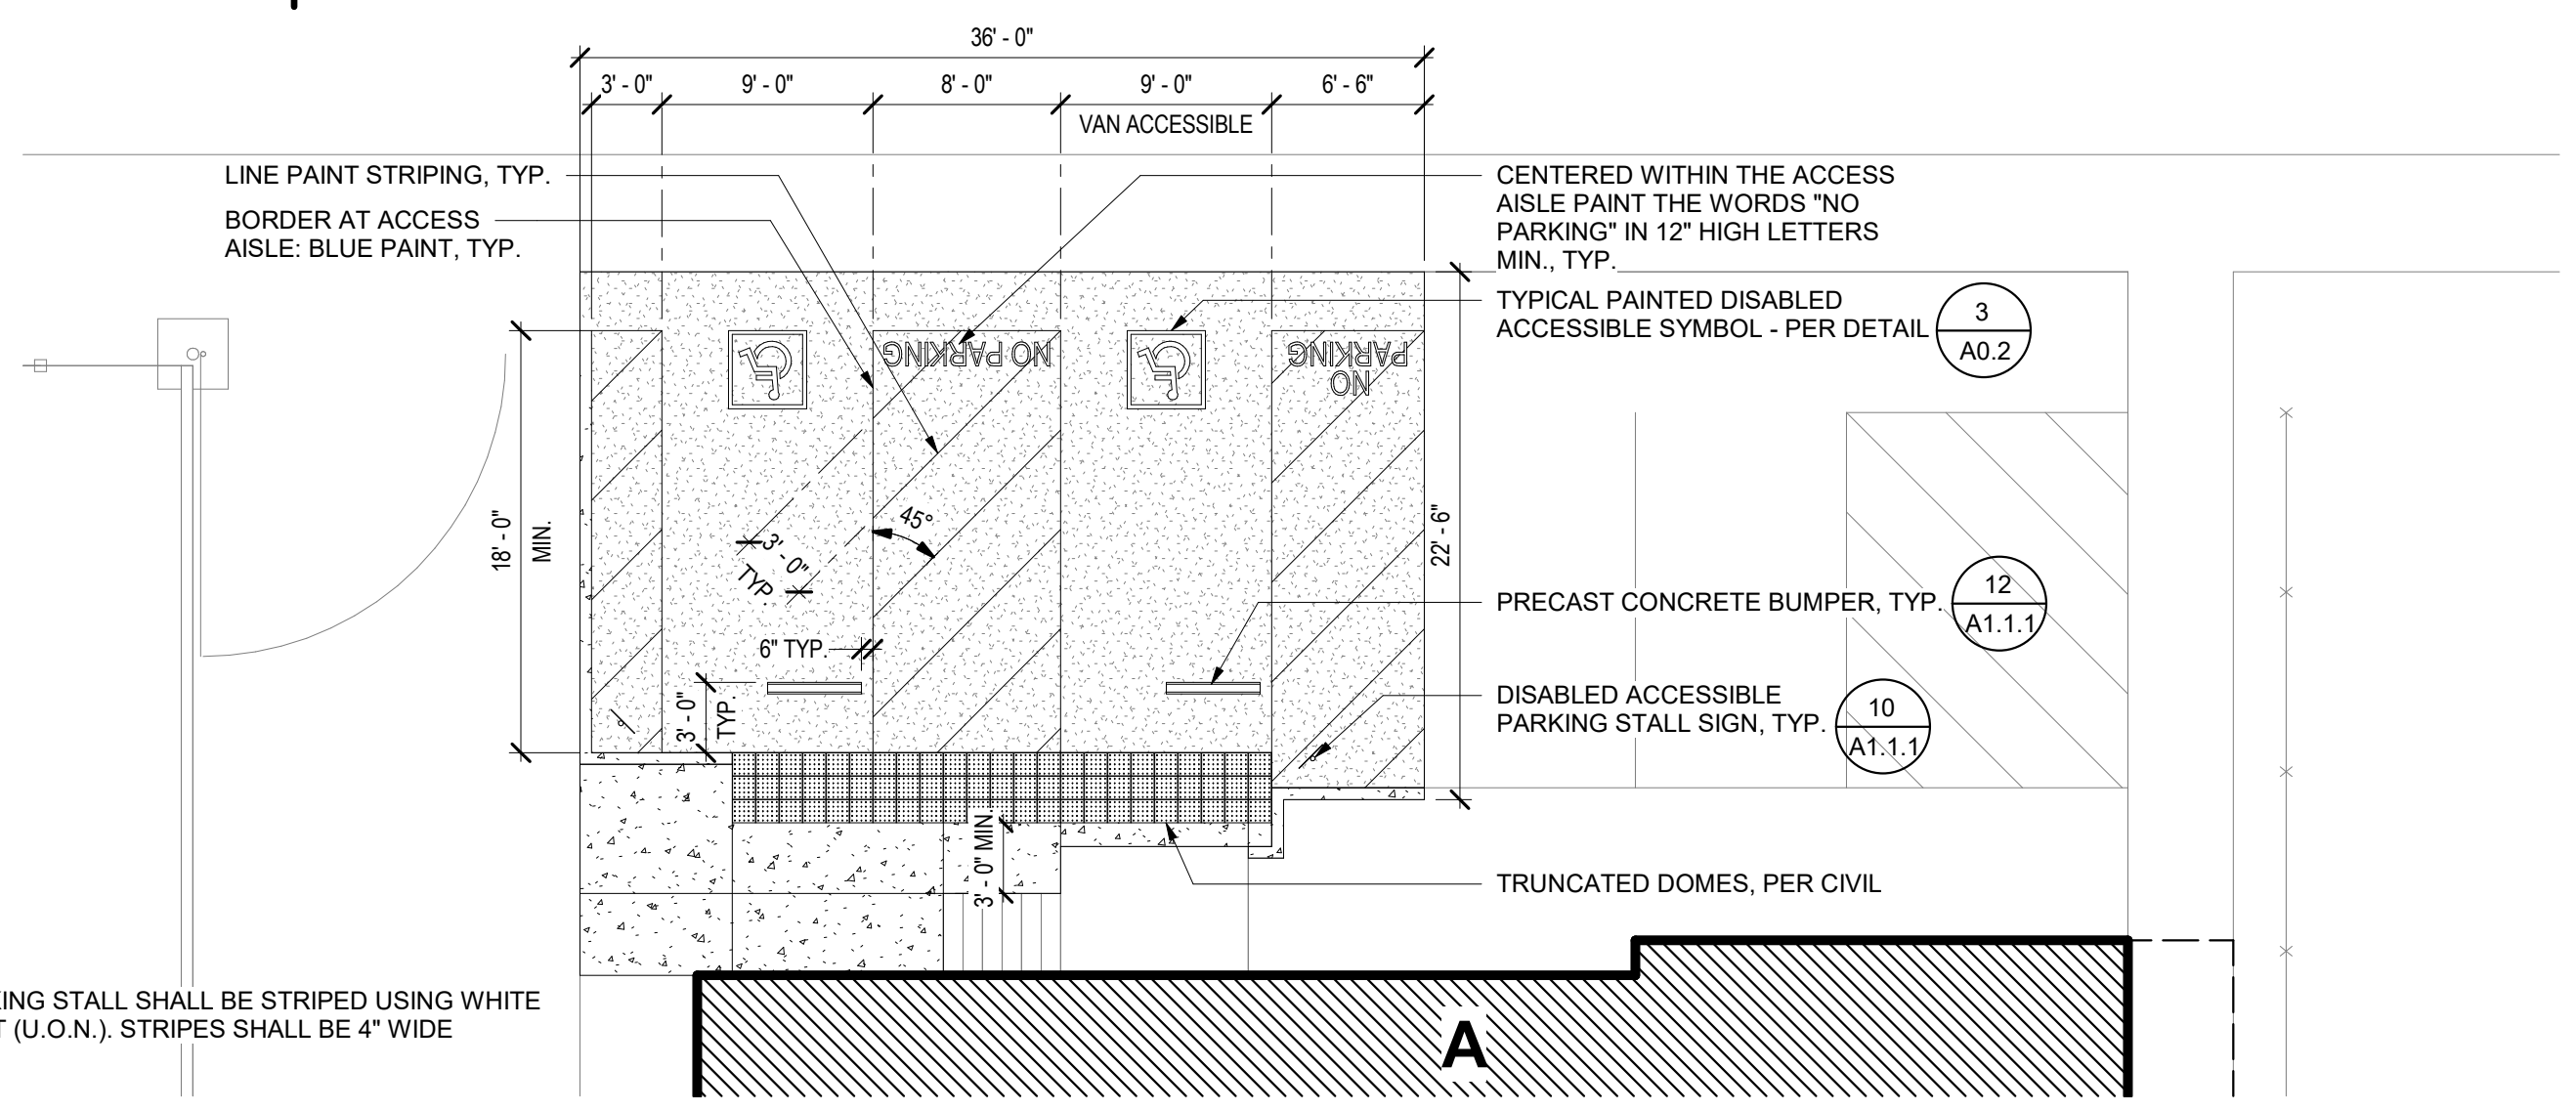 36' - 0"
3' - 0"
9' - 0"
8' - 0"
9' - 0"
6' - 6"
VAN ACCESSIBLE
LINE PAINT STRIPING, TYP.
BORDER AT ACCESS
AISLE: BLUE PAINT, TYP.
CENTERED WITHIN THE ACCESS
AISLE PAINT THE WORDS "NO
PARKING" IN 12" HIGH LETTERS
MIN., TYP.
TYPICAL PAINTED DISABLED
ACCESSIBLE SYMBOL - PER DETAIL
3
A0.2
NO PARKING
NO
PARKING
18' - 0"
MIN.
45°
3' - 0"
TYP.
22' - 6"
6" TYP.
3' - 0"
TYP.
PRECAST CONCRETE BUMPER, TYP.
12
A1.1.1
DISABLED ACCESSIBLE
PARKING STALL SIGN, TYP.
10
A1.1.1
3' - 0" MIN.
TRUNCATED DOMES, PER CIVIL
KING STALL SHALL BE STRIPED USING WHITE
T (U.O.N.). STRIPES SHALL BE 4" WIDE
A